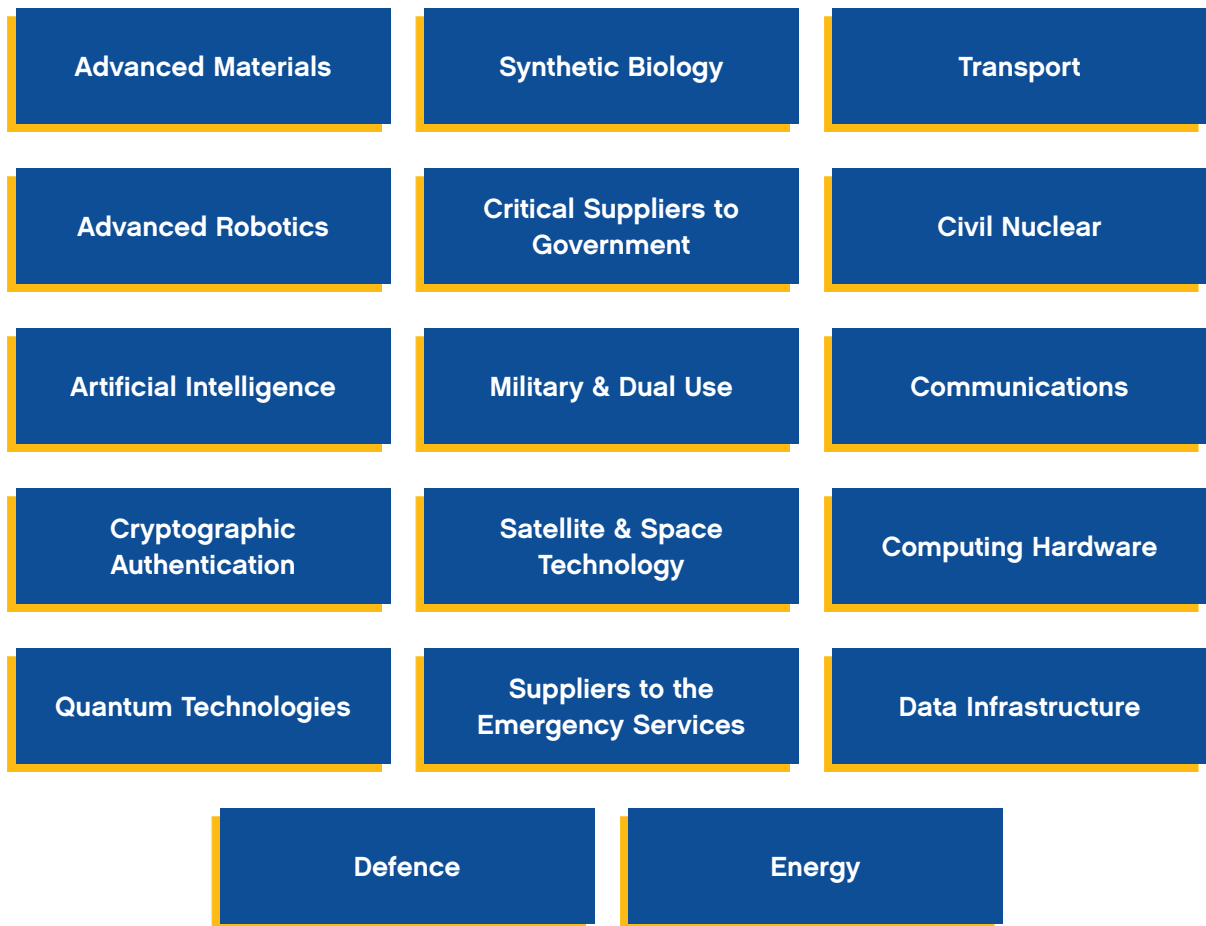 Advanced Materials
Synthetic Biology
Transport
Advanced Robotics
Critical Suppliers to
Government
Civil Nuclear
Artificial Intelligence
Military & Dual Use
Communications
Cryptographic
Authentication
Satellite & Space
Technology
Computing Hardware
Quantum Technologies
Suppliers to the
Emergency Services
Data Infrastructure
Defence
Energy